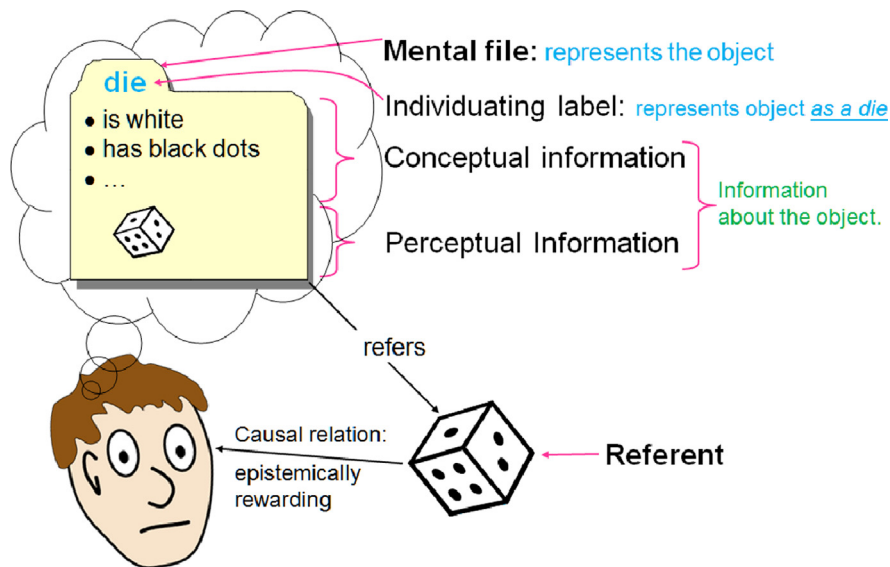 Mental file: represents the object
die
Individuating label: represents object as a die
• is white
• has black dots
• ...
Conceptual information
Information
about the object.
Perceptual Information
refers
Causal relation:
epistemically
rewarding
Referent